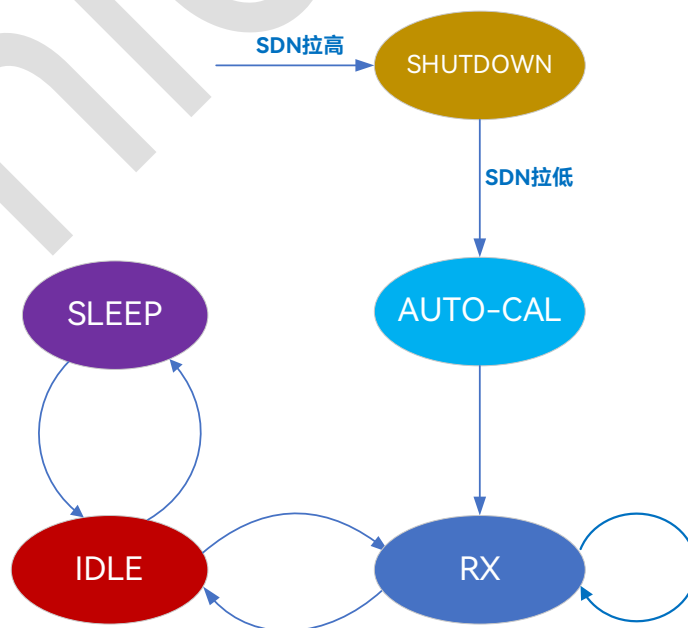 SDN拉高
SHUTDOWN
SDN拉低
SLEEP
AUTO-CAL
IDLE
RX